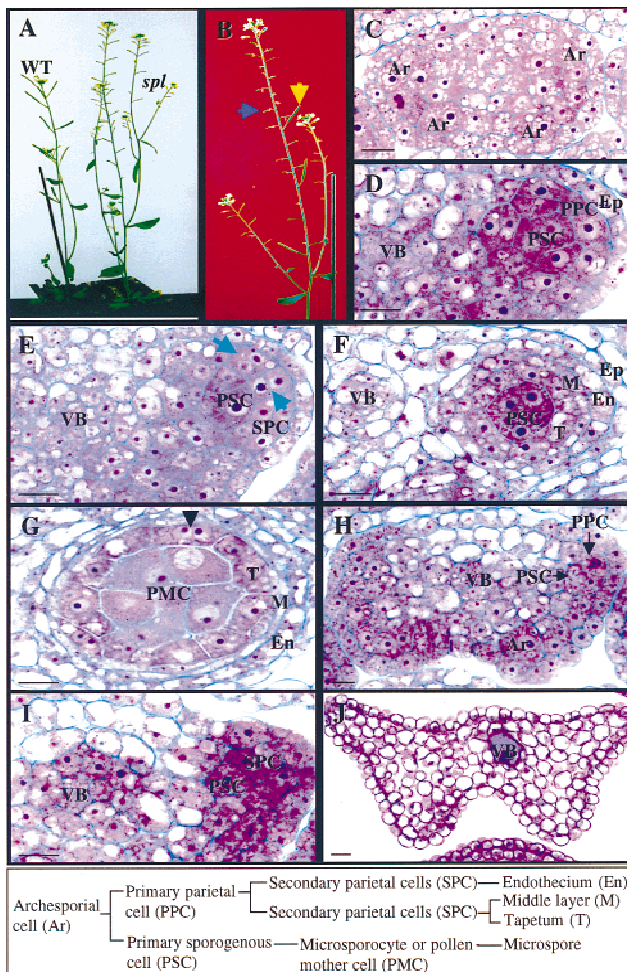 A
WT
spl
B
C
Ar
Ar
Ar
Ar
D
PPC
Ep
PSC
VB
E
PSC
VB
SPC
F
Ep
VB
M
En
PSC
T
G
T
PMC
M
En
H
PPC
VB
PSC
Ar
I
SPC
PSC
VB
J
VB
Archesporial cell (Ar)
Primary parietal cell (PPC)
Secondary parietal cells (SPC)
Endothecium (En)
Secondary parietal cells (SPC)
Middle layer (M)
Tapetum (T)
Primary sporogenous cell (PSC)
Microsporocyte or pollen mother cell (PMC)
Microspore